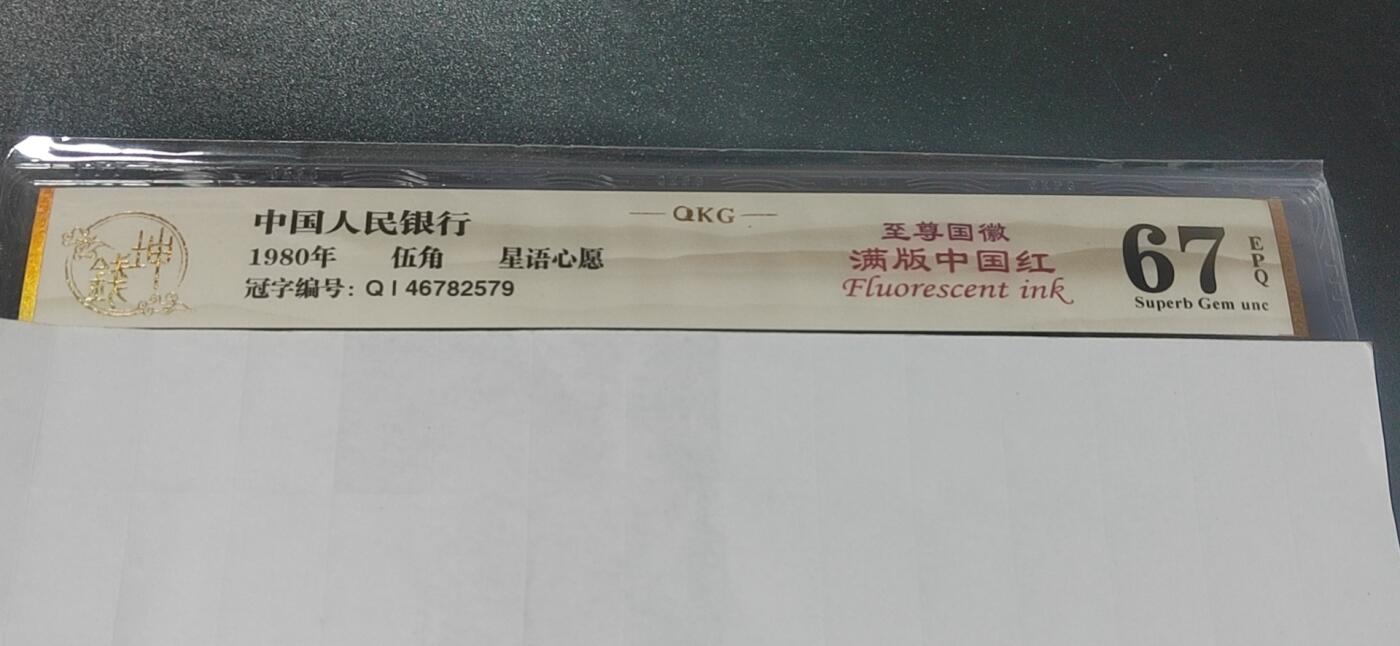 中国人民银行
1980年 伍角 星语心愿
冠字编号: QI46782579
QKG
至尊国徽
满版中国红
Fluorescent ink
67
EPQ
Superb Gem unc